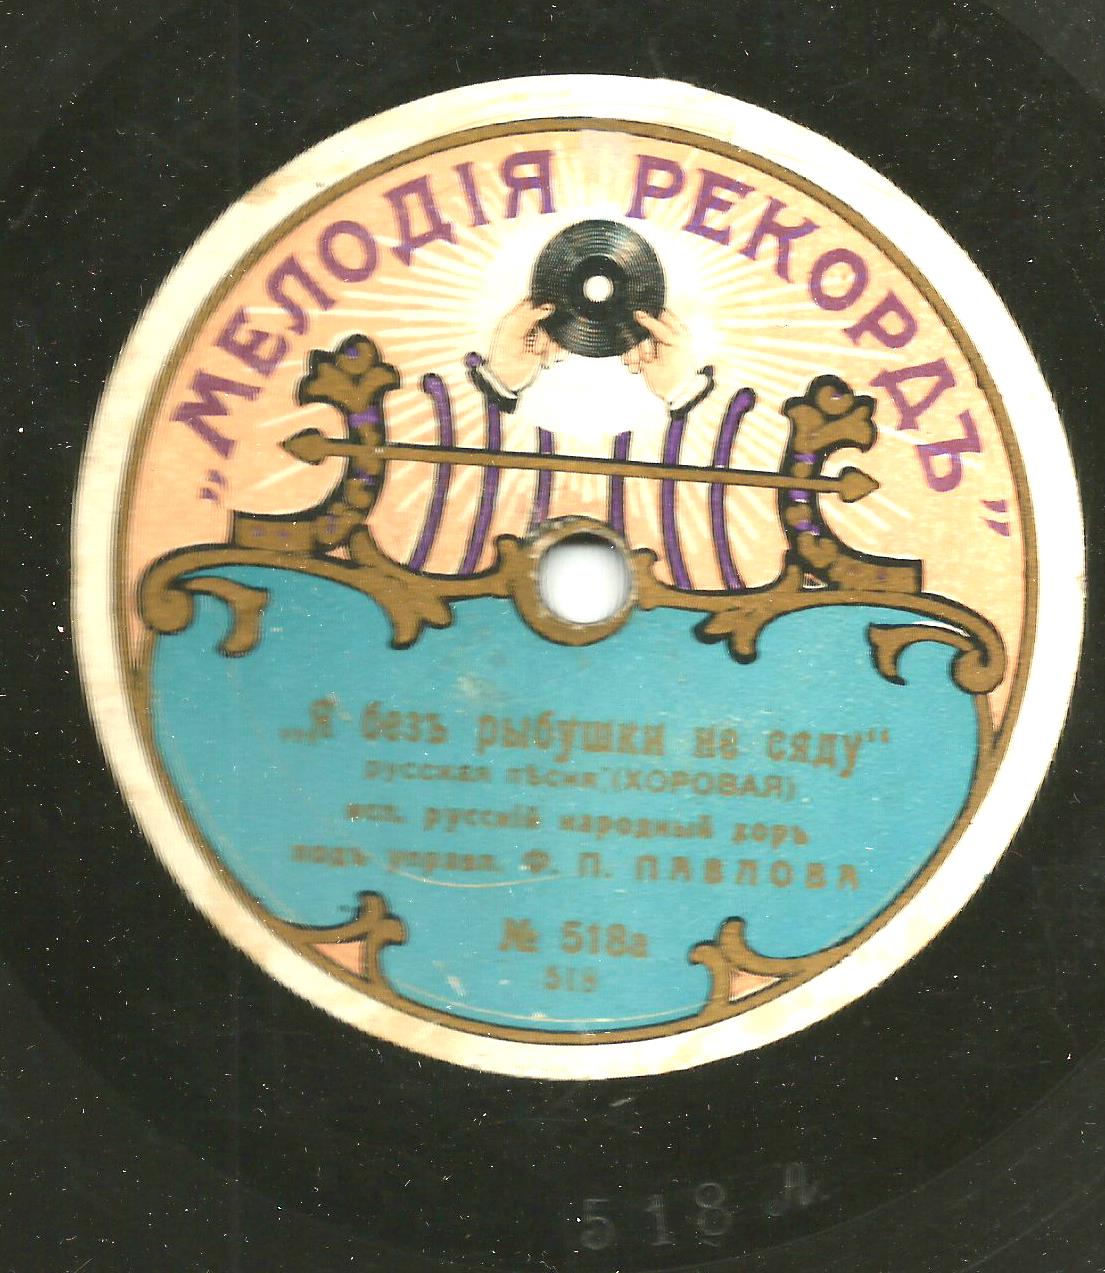 „МЕЛОДІЯ РЕКОРДЪ"
„Я безъ рыбушки не сяду“
русская пѣсня (ХОРОВАЯ)
исп. русскій народный хоръ
подъ управл. Ф. П. ПАВЛОВА
№ 518а
518
518 A